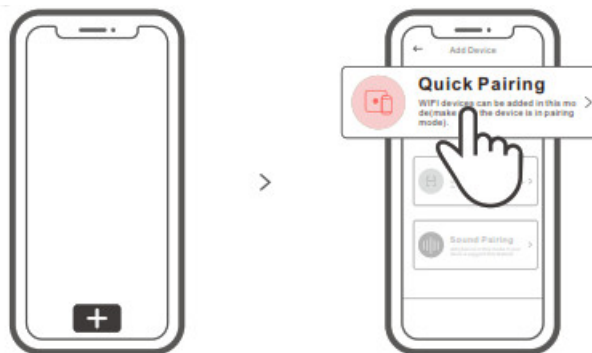 Add Device
Quick Pairing
WIFI devices can be added in this mo
de(make the device is in pairing
mode).
Sound Pairing